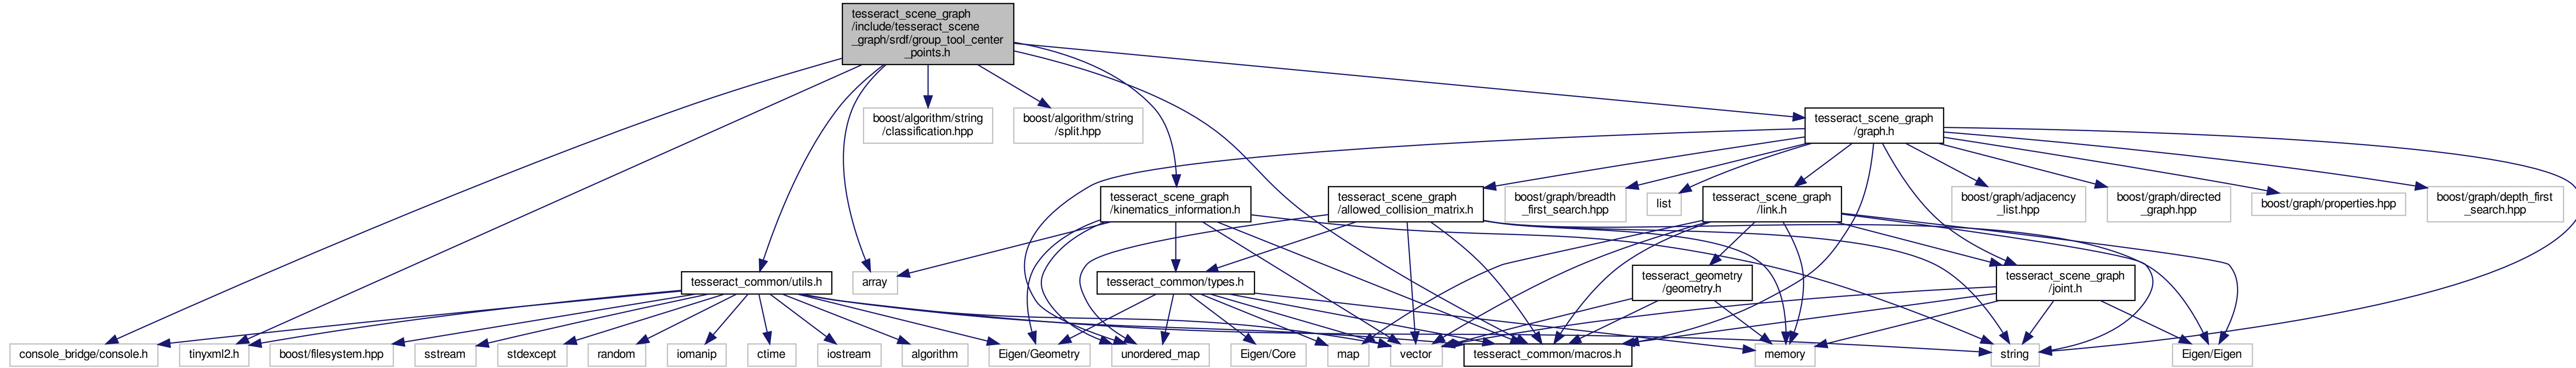 tesseract_scene_graph
/include/tesseract_scene
_graph/srdf/group_tool_center
_points.h
boost/algorithm/string
/classification.hpp
boost/algorithm/string
/split.hpp
tesseract_scene_graph
/graph.h
tesseract_scene_graph
/kinematics_information.h
tesseract_scene_graph
/allowed_collision_matrix.h
boost/graph/breadth
_first_search.hpp
list
tesseract_scene_graph
/link.h
boost/graph/adjacency
_list.hpp
boost/graph/directed
_graph.hpp
boost/graph/properties.hpp
boost/graph/depth_first
_search.hpp
tesseract_common/utils.h
array
tesseract_common/types.h
tesseract_geometry
/geometry.h
tesseract_scene_graph
/joint.h
console_bridge/console.h
tinyxml2.h
boost/filesystem.hpp
sstream
stdexcept
random
iomanip
ctime
iostream
algorithm
Eigen/Geometry
unordered_map
Eigen/Core
map
vector
tesseract_common/macros.h
memory
string
Eigen/Eigen